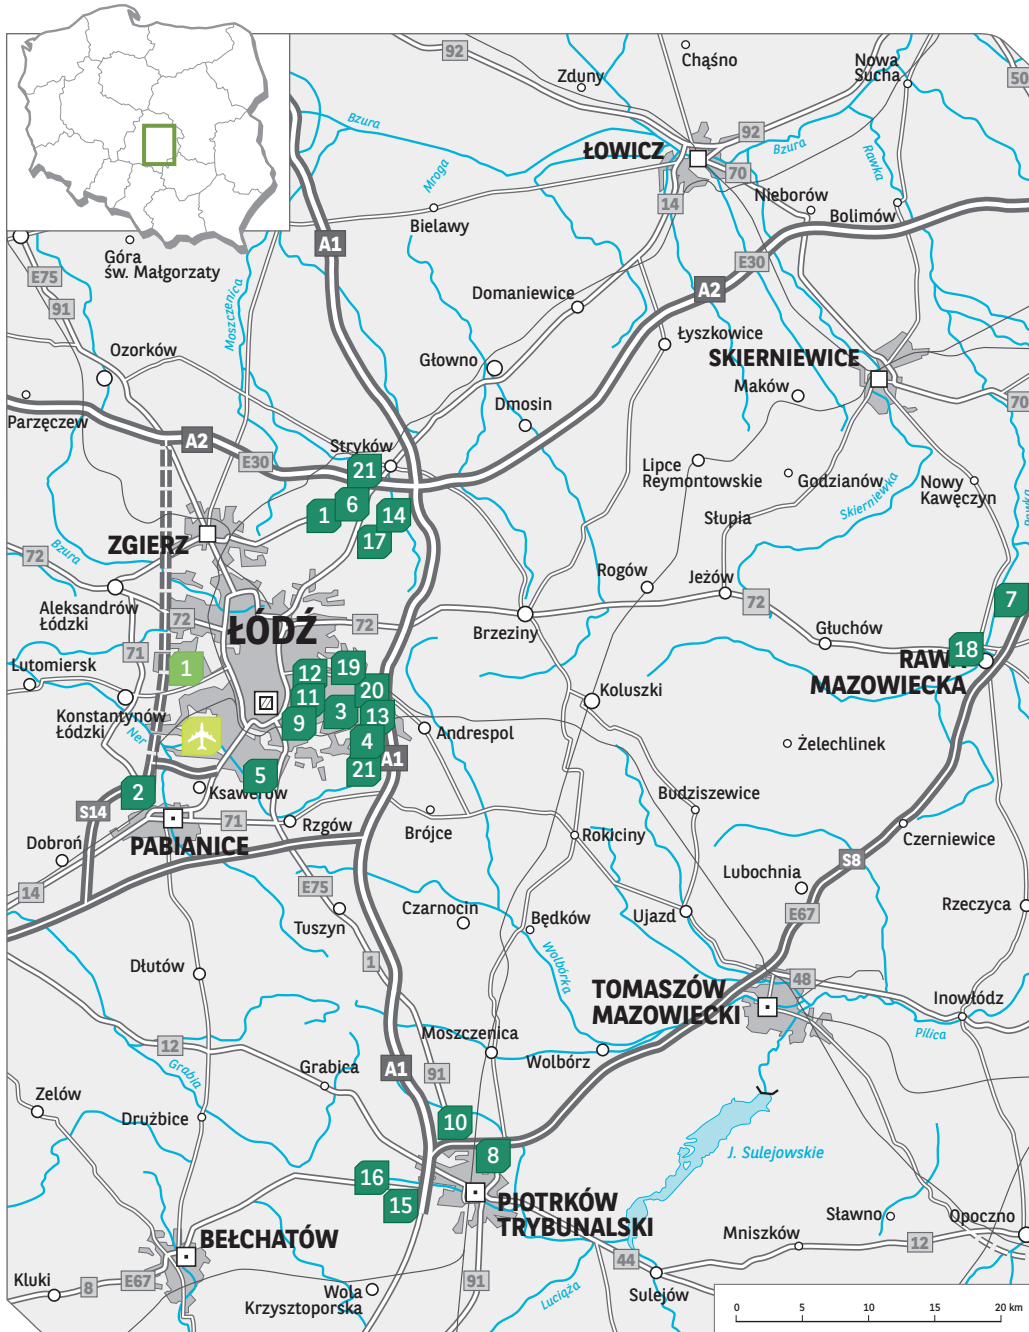 92
Chąśno
Nowa
Sucha
Zduny
50
Bzura
92
ŁOWICZ
Bzura
Mroga
70
Rawka
Nieborów
14
Bolimów
Bielawy
A1
Góra
św. Małgorzaty
E75
E30
91
Moszczenica
Domaniewice
A2
Łyszkowice
Ozorków
SKIERNIEWICE
Głowno
Maków
Parzęczew
Dmosin
70
A2
Stryków
E30
21
Lipce
Reymontowskie
Godzianów
Nowy
Kawęczyn
Skierniewka
Rawka
1
6
14
Słupia
17
ZGIERZ
Bzura
72
Rogów
Jeżów
72
7
Aleksandrów
Łódzki
72
ŁÓDŹ
72
Brzeziny
Głuchów
18
71
Lutomiersk
1
12
19
RAWA
MAZOWIECKA
11
20
Koluszki
Konstantynów
Łódzki
9
3
13
Ner
Andrespol
4
Żelechlinek
A1
5
21
2
Ksawerów
Budziszewice
S14
71
Rzgów
Brójce
Rokiciny
Czerniewice
PABIANICE
Dobroń
S8
Lubochnia
14
E75
Czarnocin
Będków
Ujazd
E67
Rzeczyca
Tuszyn
1
Wolbórka
Dłutów
TOMASZÓW
MAZOWIECKI
48
Inowłódz
Moszczenica
Pilica
12
Wolbórz
Grabia
Grabica
A1
91
Zelów
Drużbice
10
8
J. Sulejowskie
16
15
PIOTRKÓW
TRYBUNALSKI
Sławno
Opoczno
BEŁCHATÓW
Mniszków
12
44
Kluki
8
E67
Wola
Krzysztoporska
91
Luciąża
Sulejów
0 5 10 15 20 km